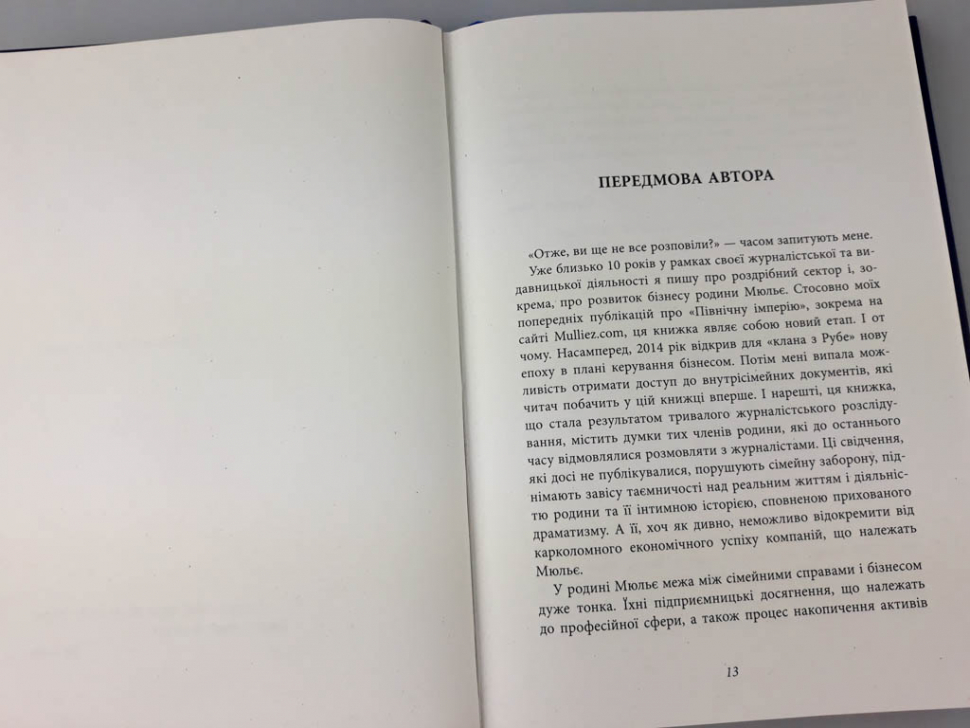 ПЕРЕДМОВА АВТОРА
«Отже, ви ще не все розповіли?» — часом запитують мене.
Уже близько 10 років у рамках своєї журналістської та ви-
давницької діяльності я пишу про роздрібний сектор і, зо-
крема, про розвиток бізнесу родини Мюльє. Стосовно моїх
попередніх публікацій про «Північну імперію», зокрема на
сайті Mulliez.com, ця книжка являє собою новий етап. І от
чому. Насамперед, 2014 рік відкрив для «клана з Рубе» нову
епоху в плані керування бізнесом. Потім мені випала мож-
ливість отримати доступ до внутрісімейних документів, які
читач побачить у цій книжці вперше. І нарешті, ця книжка,
що стала результатом тривалого журналістського розсліду-
вання, містить думки тих членів родини, які до останнього
часу відмовлялися розмовляти з журналістами. Ці свідчення,
які досі не публікувалися, порушують сімейну заборону, під-
німають завісу таємничості над реальним життям і діяльніс-
тю родини та її інтимною історією, сповненою прихованого
драматизму. А її, хоч як дивно, неможливо відокремити від
карколомного економічного успіху компаній, що належать
Мюльє.
У родині Мюльє межа між сімейними справами і бізнесом
дуже тонка. Їхні підприємницькі досягнення, що належать
до професійної сфери, а також процес накопичення активів
13